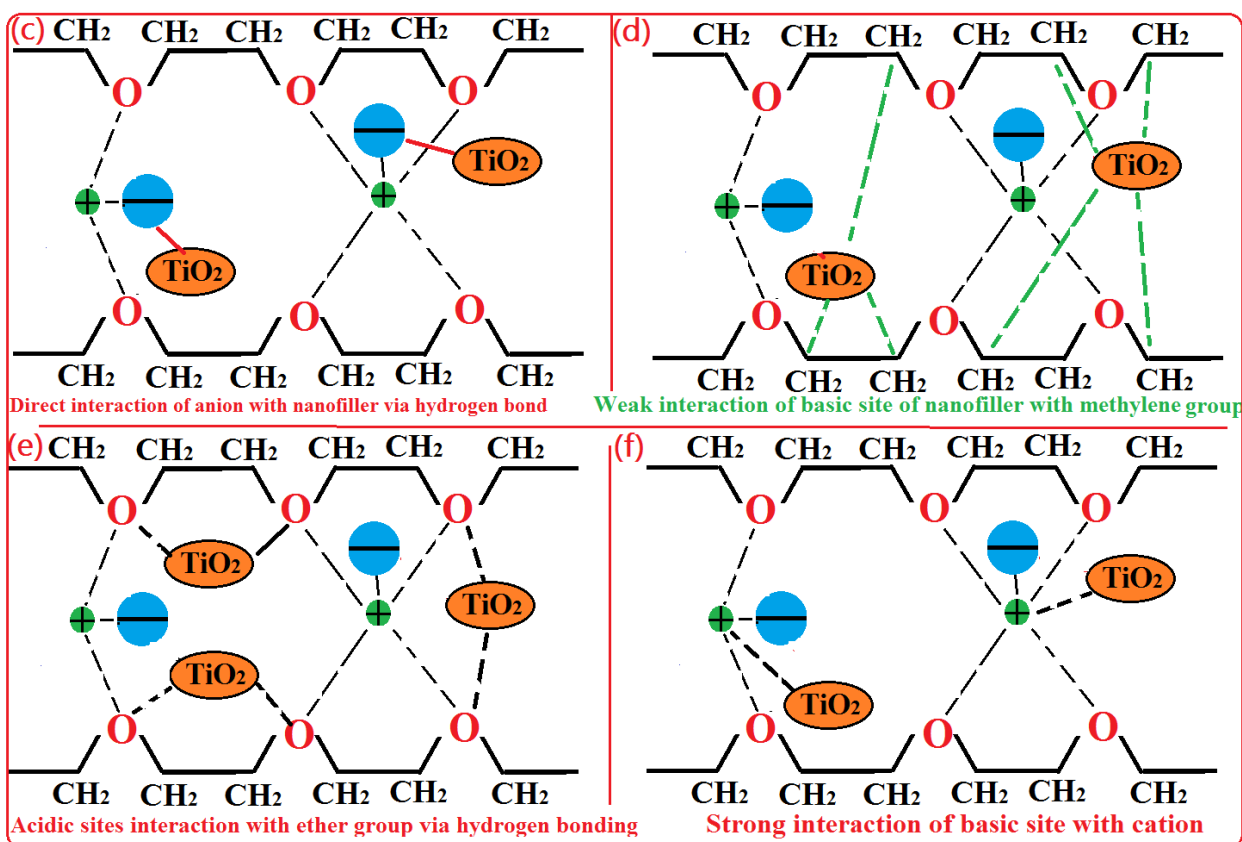 (c) CH₂ CH₂ CH₂ CH₂ CH₂ CH₂
O O O
−
TiO₂
+ − +
TiO₂
O O O
CH₂ CH₂ CH₂ CH₂ CH₂ CH₂
Direct interaction of anion with nanofiller via hydrogen bond
(d) CH₂ CH₂ CH₂ CH₂ CH₂ CH₂
O O O
−
TiO₂
+ − +
TiO₂
O O O
CH₂ CH₂ CH₂ CH₂ CH₂ CH₂
Weak interaction of basic site of nanofiller with methylene group
(e) CH₂ CH₂ CH₂ CH₂ CH₂ CH₂
O O O
−
TiO₂
TiO₂
+ − +
TiO₂
O O O
CH₂ CH₂ CH₂ CH₂ CH₂ CH₂
Acidic sites interaction with ether group via hydrogen bonding
(f) CH₂ CH₂ CH₂ CH₂ CH₂ CH₂
O O O
−
TiO₂
+ − +
TiO₂
O O O
CH₂ CH₂ CH₂ CH₂ CH₂ CH₂
Strong interaction of basic site with cation